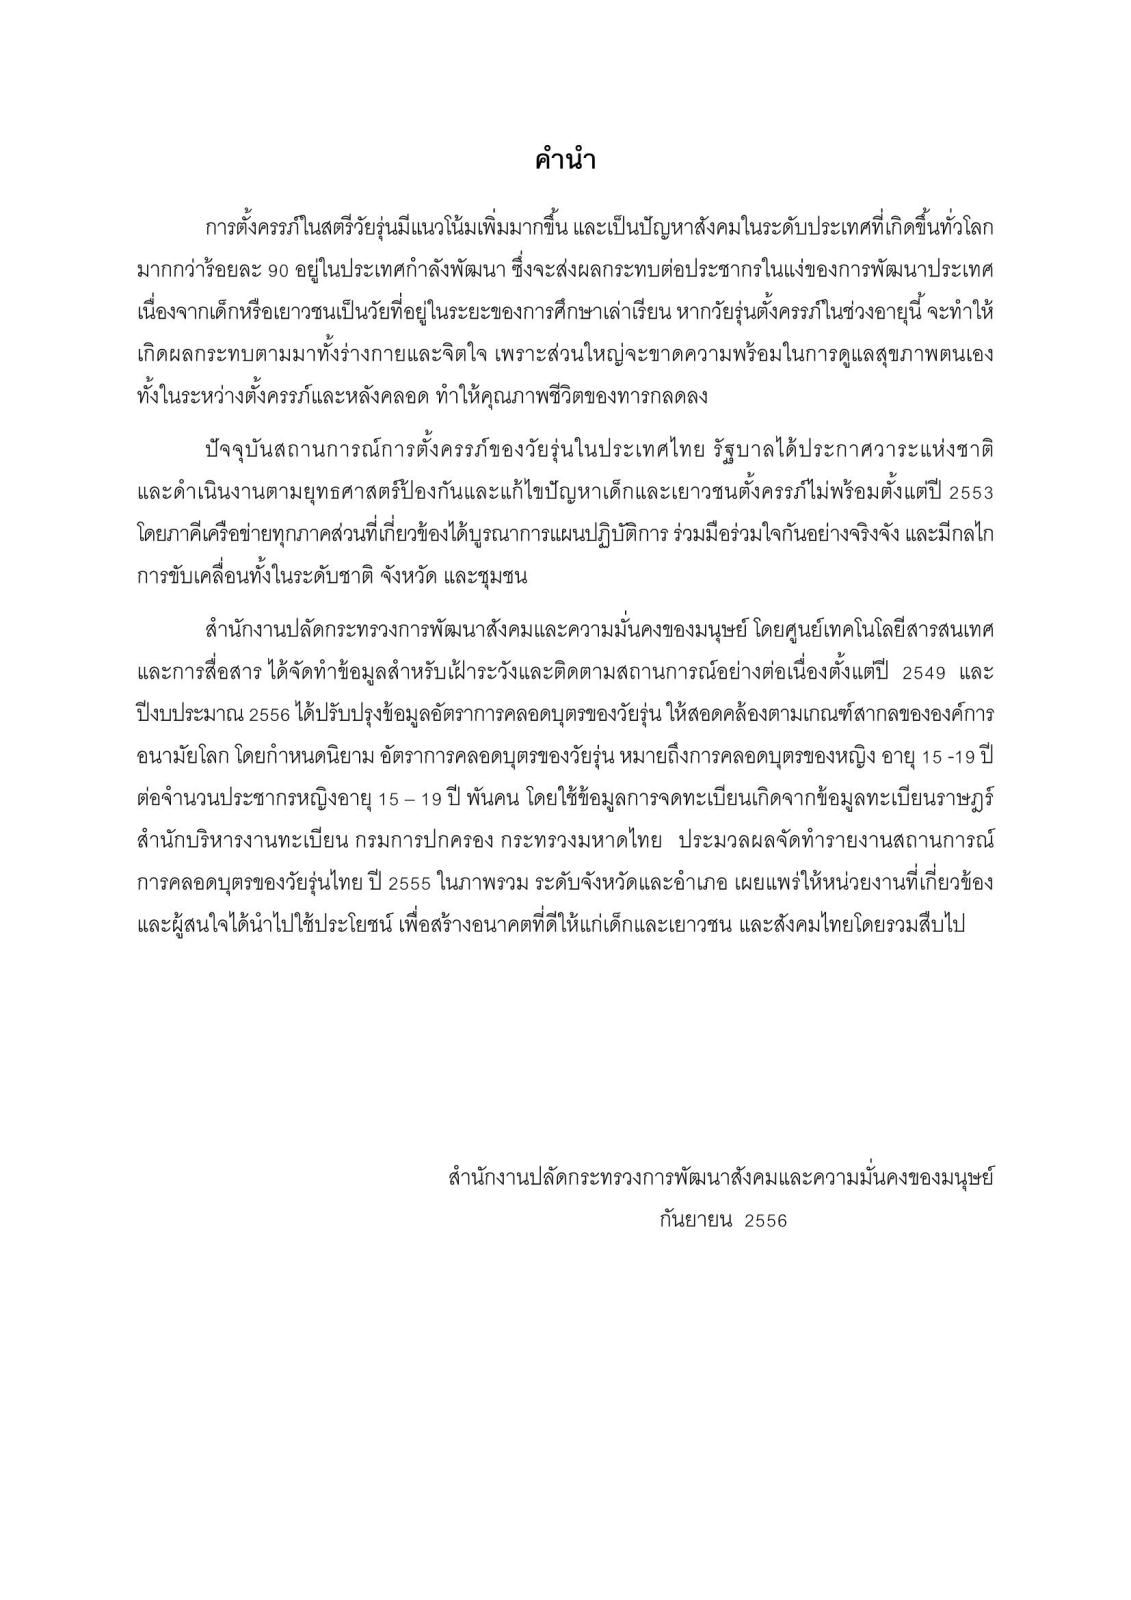 คำนำ
การตั้งครรภ์ในสตรีวัยรุ่นมีแนวโน้มเพิ่มมากขึ้น และเป็นปัญหาสังคมในระดับประเทศที่เกิดขึ้นทั่วโลก
มากกว่าร้อยละ 90 อยู่ในประเทศกำลังพัฒนา ซึ่งจะส่งผลกระทบต่อประชากรในแง่ของการพัฒนาประเทศ
เนื่องจากเด็กหรือเยาวชนเป็นวัยที่อยู่ในระยะของการศึกษาเล่าเรียน หากวัยรุ่นตั้งครรภ์ในช่วงอายุนี้ จะทำให้
เกิดผลกระทบตามมาทั้งร่างกายและจิตใจ เพราะส่วนใหญ่จะขาดความพร้อมในการดูแลสุขภาพตนเอง
ทั้งในระหว่างตั้งครรภ์และหลังคลอด ทำให้คุณภาพชีวิตของทารกลดลง
ปัจจุบันสถานการณ์การตั้งครรภ์ของวัยรุ่นในประเทศไทย รัฐบาลได้ประกาศวาระแห่งชาติ
และดำเนินงานตามยุทธศาสตร์ป้องกันและแก้ไขปัญหาเด็กและเยาวชนตั้งครรภ์ไม่พร้อมตั้งแต่ปี 2553
โดยภาคีเครือข่ายทุกภาคส่วนที่เกี่ยวข้องได้บูรณาการแผนปฏิบัติการ ร่วมมือร่วมใจกันอย่างจริงจัง และมีกลไก
การขับเคลื่อนทั้งในระดับชาติ จังหวัด และชุมชน
สำนักงานปลัดกระทรวงการพัฒนาสังคมและความมั่นคงของมนุษย์ โดยศูนย์เทคโนโลยีสารสนเทศ
และการสื่อสาร ได้จัดทำข้อมูลสำหรับเฝ้าระวังและติดตามสถานการณ์อย่างต่อเนื่องตั้งแต่ปี 2549 และ
ปีงบประมาณ 2556 ได้ปรับปรุงข้อมูลอัตราการคลอดบุตรของวัยรุ่น ให้สอดคล้องตามเกณฑ์สากลขององค์การ
อนามัยโลก โดยกำหนดนิยาม อัตราการคลอดบุตรของวัยรุ่น หมายถึงการคลอดบุตรของหญิง อายุ 15 -19 ปี
ต่อจำนวนประชากรหญิงอายุ 15 – 19 ปี พันคน โดยใช้ข้อมูลการจดทะเบียนเกิดจากข้อมูลทะเบียนราษฎร์
สำนักบริหารงานทะเบียน กรมการปกครอง กระทรวงมหาดไทย ประมวลผลจัดทำรายงานสถานการณ์
การคลอดบุตรของวัยรุ่นไทย ปี 2555 ในภาพรวม ระดับจังหวัดและอำเภอ เผยแพร่ให้หน่วยงานที่เกี่ยวข้อง
และผู้สนใจได้นำไปใช้ประโยชน์ เพื่อสร้างอนาคตที่ดีให้แก่เด็กและเยาวชน และสังคมไทยโดยรวมสืบไป
สำนักงานปลัดกระทรวงการพัฒนาสังคมและความมั่นคงของมนุษย์
กันยายน 2556